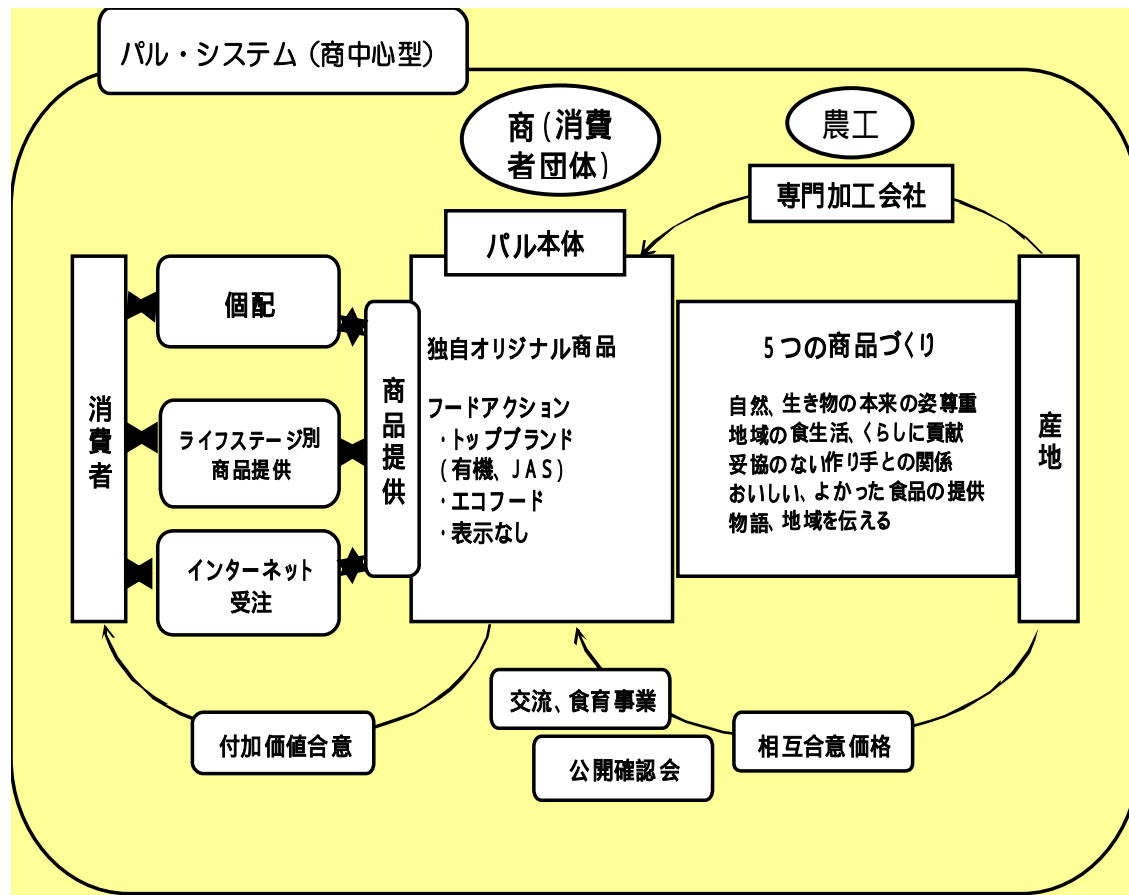 パル・システム（商中心型）
商（消費
者団体）
農工
専門加工会社
パル本体
消費者
個配
ライフステージ別
商品提供
インターネット
受注
商品提供
独自オリジナル商品
フードアクション
・トップブランド
（有機、JAS）
・エコフード
・表示なし
５つの商品づくり
自然、生き物の本来の姿尊重
地域の食生活、くらしに貢献
妥協のない作り手との関係
おいしい、よかった食品の提供
物語、地域を伝える
産地
付加価値合意
交流、食育事業
公開確認会
相互合意価格